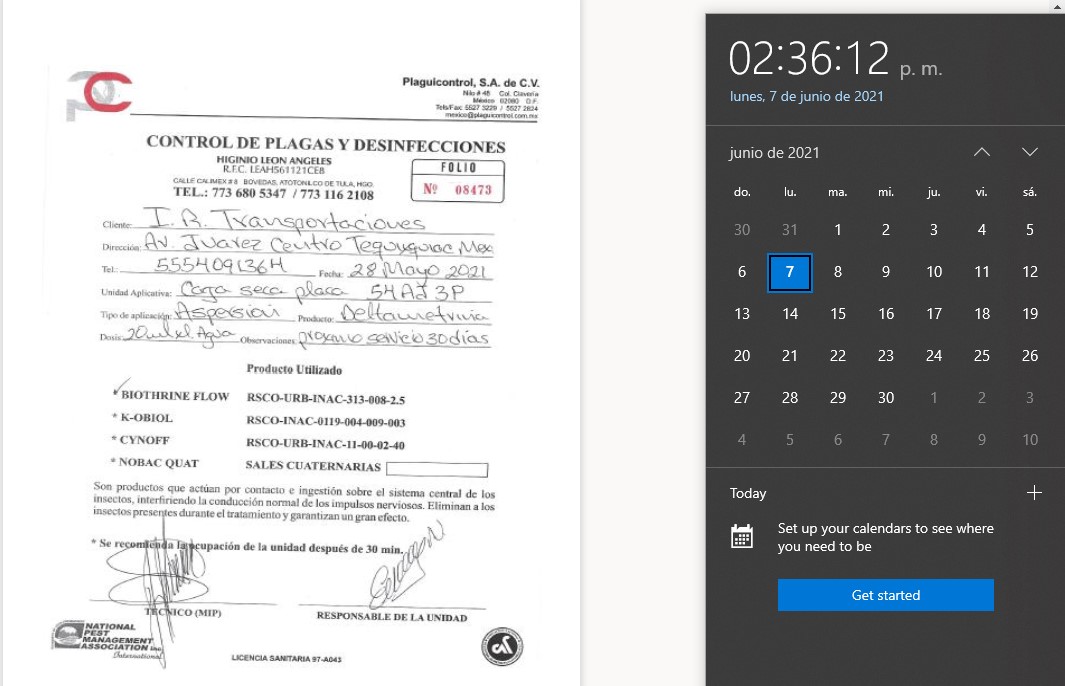 PC
Plaguicontrol, S.A. de C.V.
Nilo # 48 Col. Clavería
México 02080 D.F.
Tels/Fax: 5527 3229 / 5527 2834
mexico@plaguicontrol.com.mx
CONTROL DE PLAGAS Y DESINFECCIONES
HIGINIO LEON ANGELES
R.F.C. LEAH561121CE8
CALLE CALIMEX # 8 BOVEDAS, ATOTONILCO DE TULA, HGO.
TEL.: 773 680 5347 / 773 116 2108
FOLIO
Nº 08473
Cliente: I. R. Transportaciones
Dirección: Av. Juarez Centro Tequixquiac Mex
Tel.: 5554091364 Fecha: 28 Mayo 2021
Unidad Aplicativa: Caja seca placa 54AJ3P
Tipo de aplicación: Aspersion Producto: Deltametrina
Dosis: 20ml xl Agua Observaciones: proximo servicio 30 días
Producto Utilizado
* BIOTHRINE FLOW RSCO-URB-INAC-313-008-2.5
* K-OBIOL RSCO-INAC-0119-004-009-003
* CYNOFF RSCO-URB-INAC-11-00-02-40
* NOBAC QUAT SALES CUATERNARIAS
Son productos que actúan por contacto e ingestión sobre el sistema central de los
insectos, interfiriendo la conducción normal de los impulsos nerviosos. Eliminan a los
insectos presentes durante el tratamiento y garantizan un gran efecto.
* Se recomienda la ocupación de la unidad después de 30 min.
TÉCNICO (MIP)
RESPONSABLE DE LA UNIDAD
NATIONAL
PEST
MANAGEMENT
ASSOCIATION Inc.
International
LICENCIA SANITARIA 97-A043
02:36:12 p. m.
lunes, 7 de junio de 2021
junio de 2021
do. lu. ma. mi. ju. vi. sá.
30 31 1 2 3 4 5
6 7 8 9 10 11 12
13 14 15 16 17 18 19
20 21 22 23 24 25 26
27 28 29 30 1 2 3
4 5 6 7 8 9 10
Today
Set up your calendars to see where
you need to be
Get started